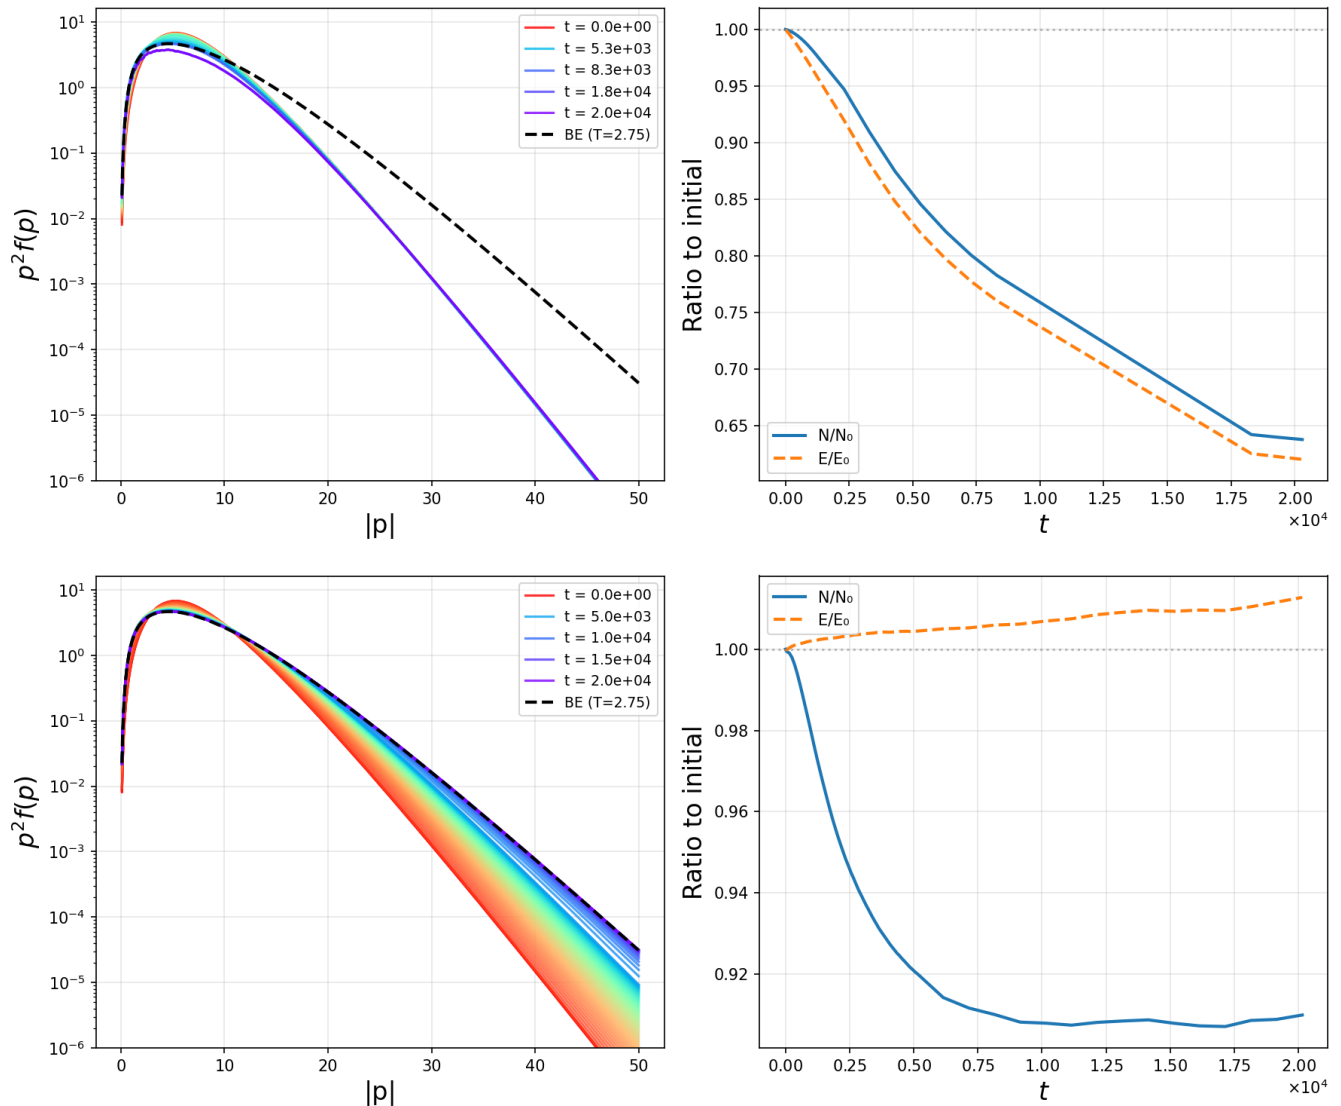 10¹
10⁰
10⁻¹
10⁻²
10⁻³
10⁻⁴
10⁻⁵
10⁻⁶
p²f(p)
0
10
20
30
40
50
|p|
t = 0.0e+00
t = 5.3e+03
t = 8.3e+03
t = 1.8e+04
t = 2.0e+04
BE (T=2.75)
1.00
0.95
0.90
0.85
0.80
0.75
0.70
0.65
Ratio to initial
N/N₀
E/E₀
0.00
0.25
0.50
0.75
1.00
1.25
1.50
1.75
2.00
×10⁴
t
10¹
10⁰
10⁻¹
10⁻²
10⁻³
10⁻⁴
10⁻⁵
10⁻⁶
p²f(p)
0
10
20
30
40
50
|p|
t = 0.0e+00
t = 5.0e+03
t = 1.0e+04
t = 1.5e+04
t = 2.0e+04
BE (T=2.75)
1.00
0.98
0.96
0.94
0.92
Ratio to initial
N/N₀
E/E₀
0.00
0.25
0.50
0.75
1.00
1.25
1.50
1.75
2.00
×10⁴
t